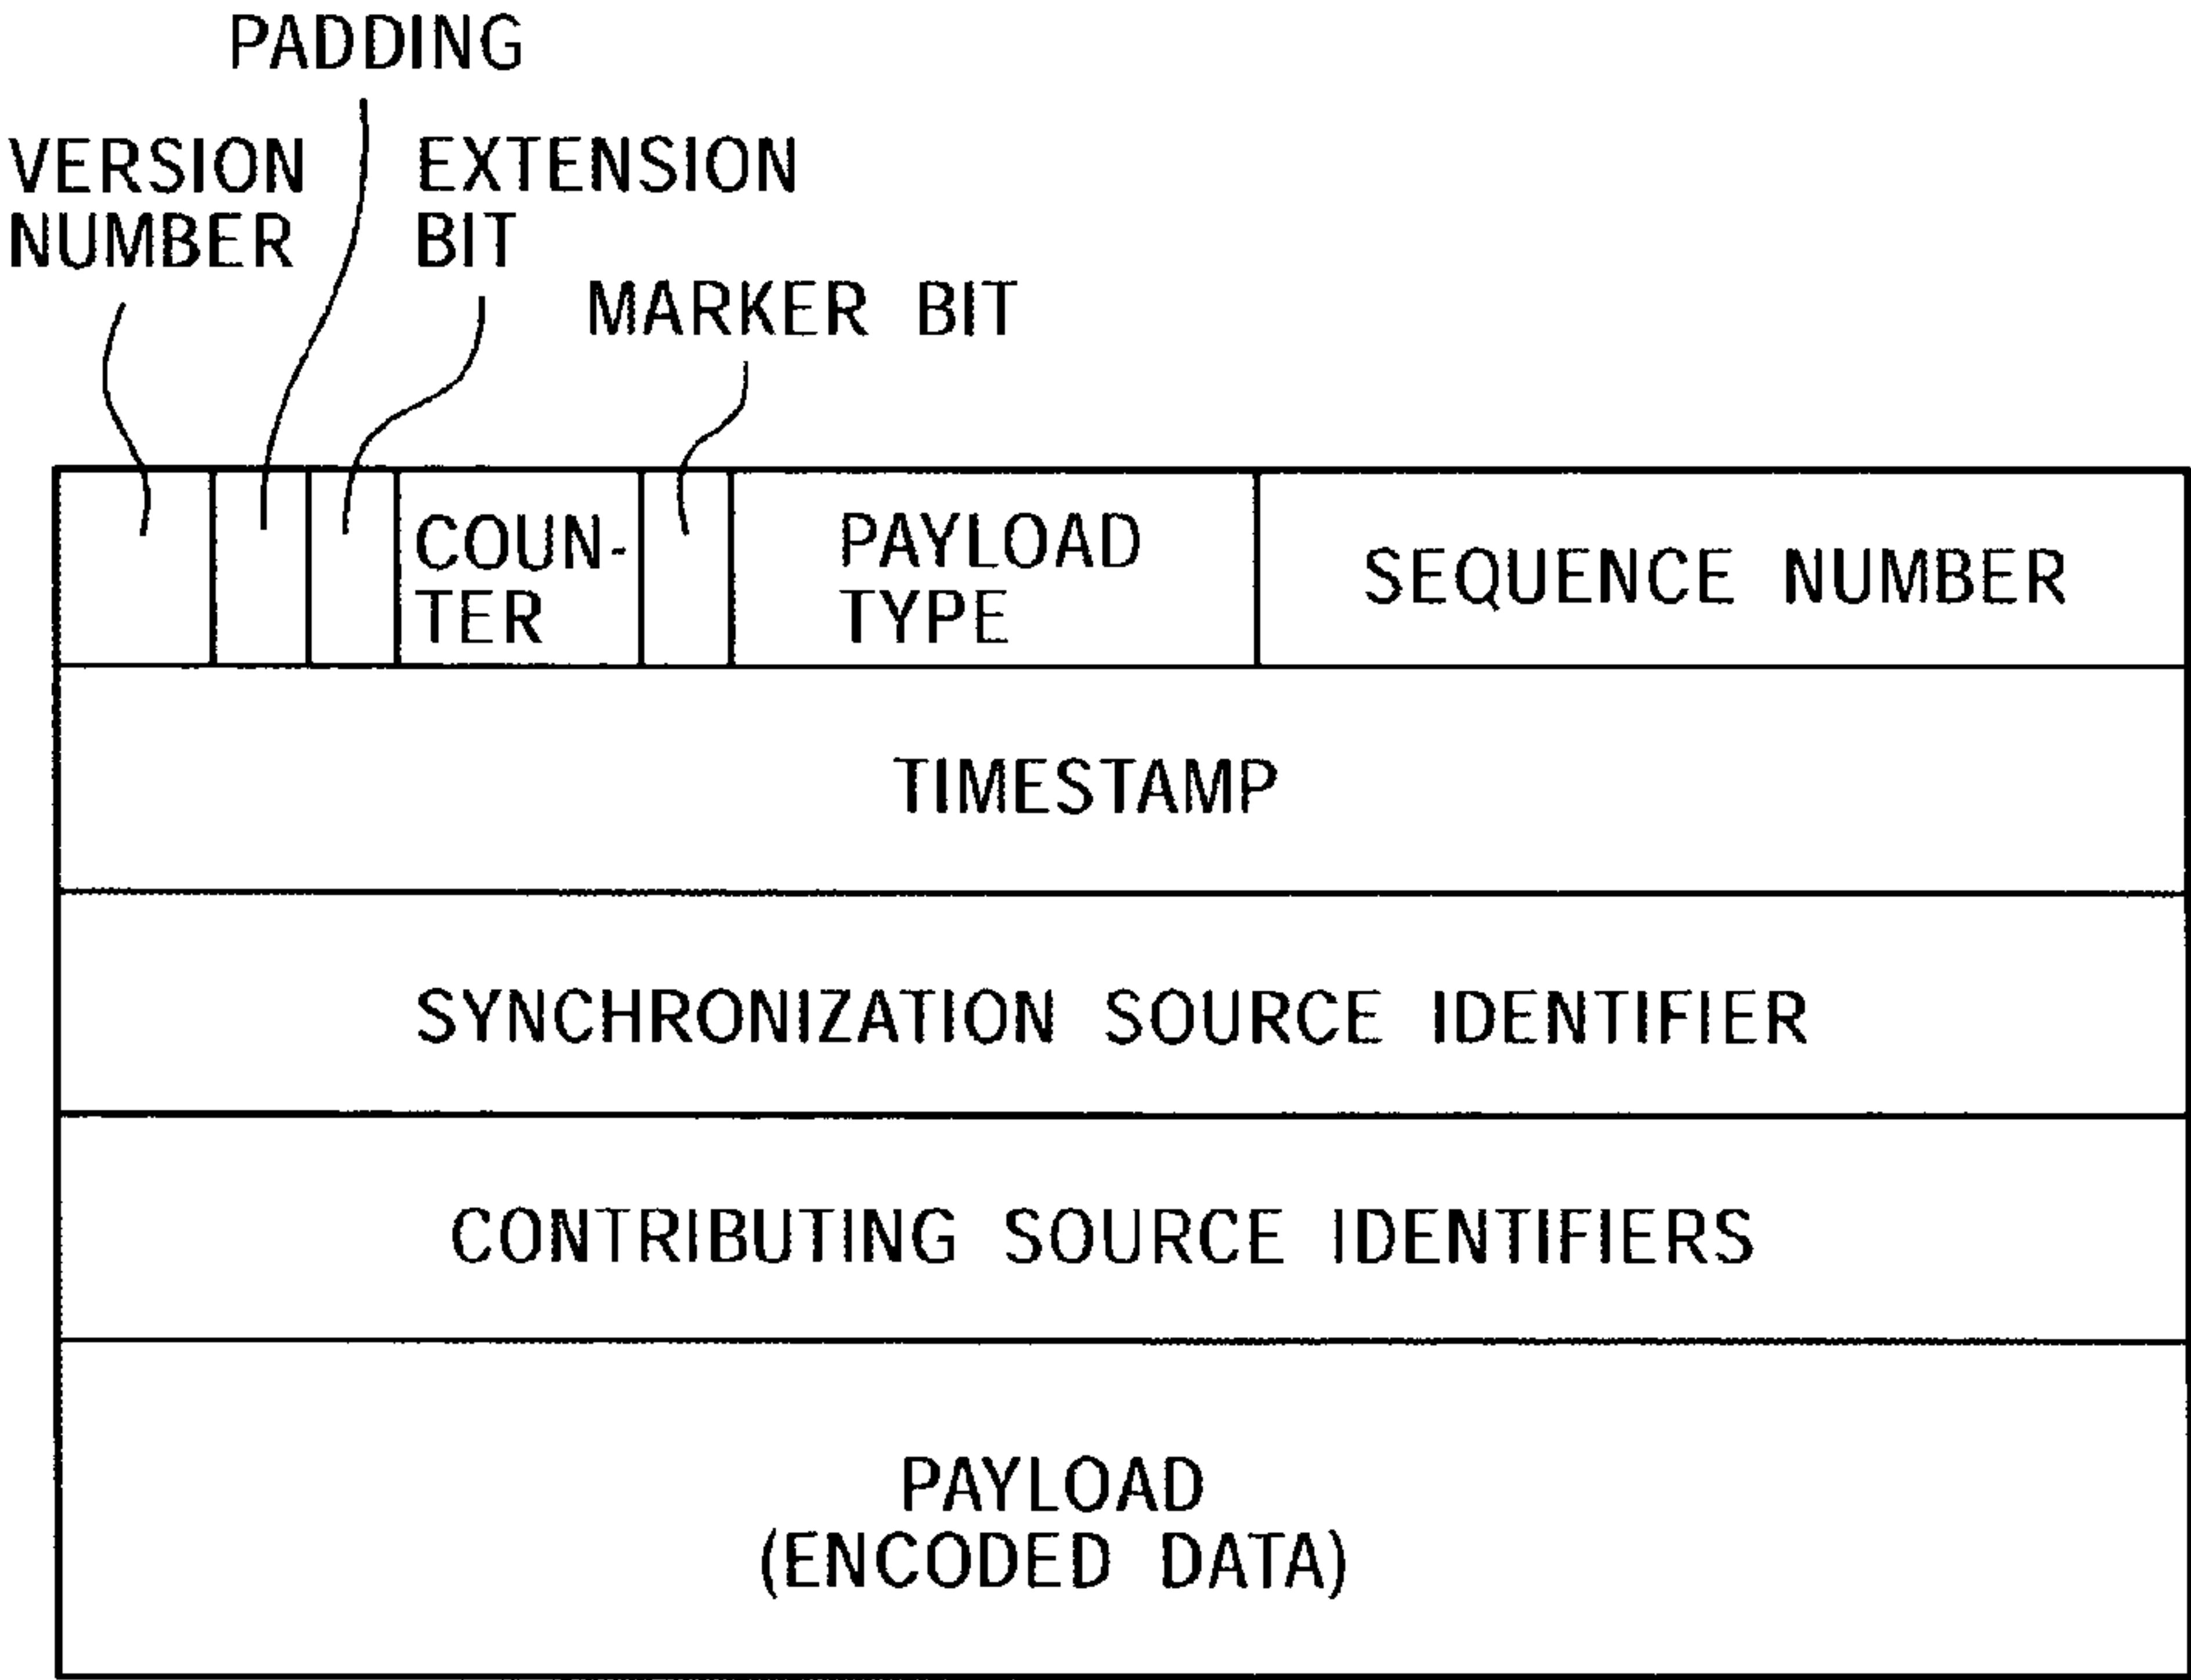 PADDING
VERSION
NUMBER
EXTENSION
BIT
MARKER BIT
COUN-
TER
PAYLOAD
TYPE
SEQUENCE NUMBER
TIMESTAMP
SYNCHRONIZATION SOURCE IDENTIFIER
CONTRIBUTING SOURCE IDENTIFIERS
PAYLOAD
(ENCODED DATA)